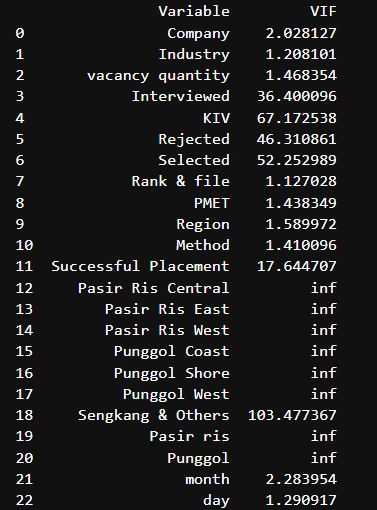 Variable VIF
0 Company 2.028127
1 Industry 1.208101
2 vacancy quantity 1.468354
3 Interviewed 36.400096
4 KIV 67.172538
5 Rejected 46.310861
6 Selected 52.252989
7 Rank & file 1.127028
8 PMET 1.438349
9 Region 1.589972
10 Method 1.410096
11 Successful Placement 17.644707
12 Pasir Ris Central inf
13 Pasir Ris East inf
14 Pasir Ris West inf
15 Punggol Coast inf
16 Punggol Shore inf
17 Punggol West inf
18 Sengkang & Others 103.477367
19 Pasir ris inf
20 Punggol inf
21 month 2.283954
22 day 1.290917